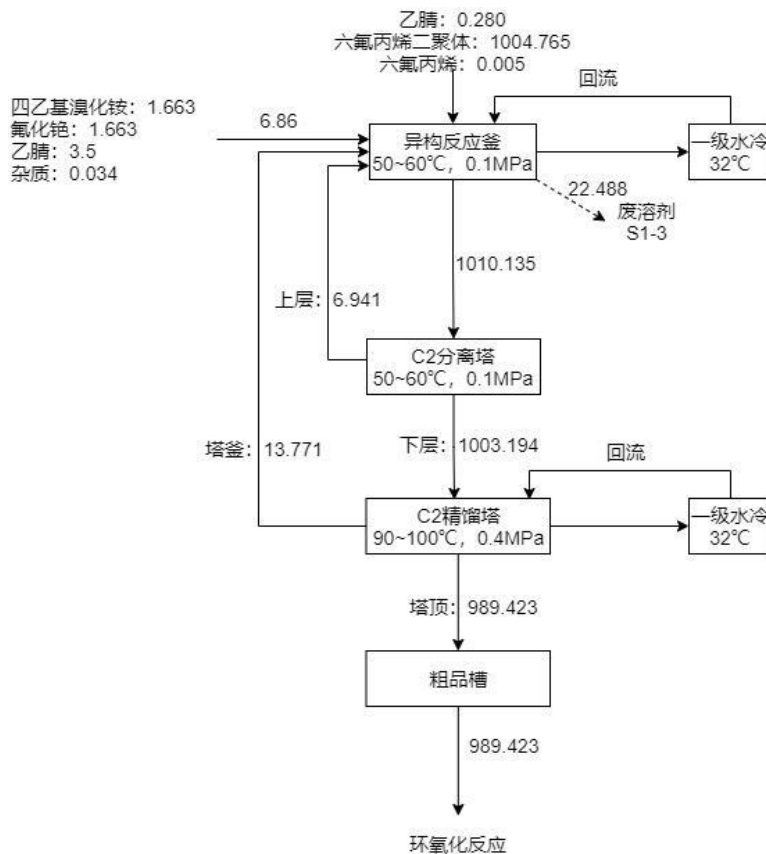 乙腈：0.280
六氟丙烯二聚体：1004.765
六氟丙烯：0.005
回流
四乙基溴化铵：1.663
氟化铯：1.663
乙腈：3.5
杂质：0.034
6.86
异构反应釜
50~60℃，0.1MPa
一级水冷
32℃
22.488
废溶剂
S1-3
1010.135
上层：6.941
C2分离塔
50~60℃，0.1MPa
塔釜：13.771
下层：1003.194
回流
C2精馏塔
90~100℃，0.4MPa
一级水冷
32℃
塔顶：989.423
粗品槽
989.423
环氧化反应